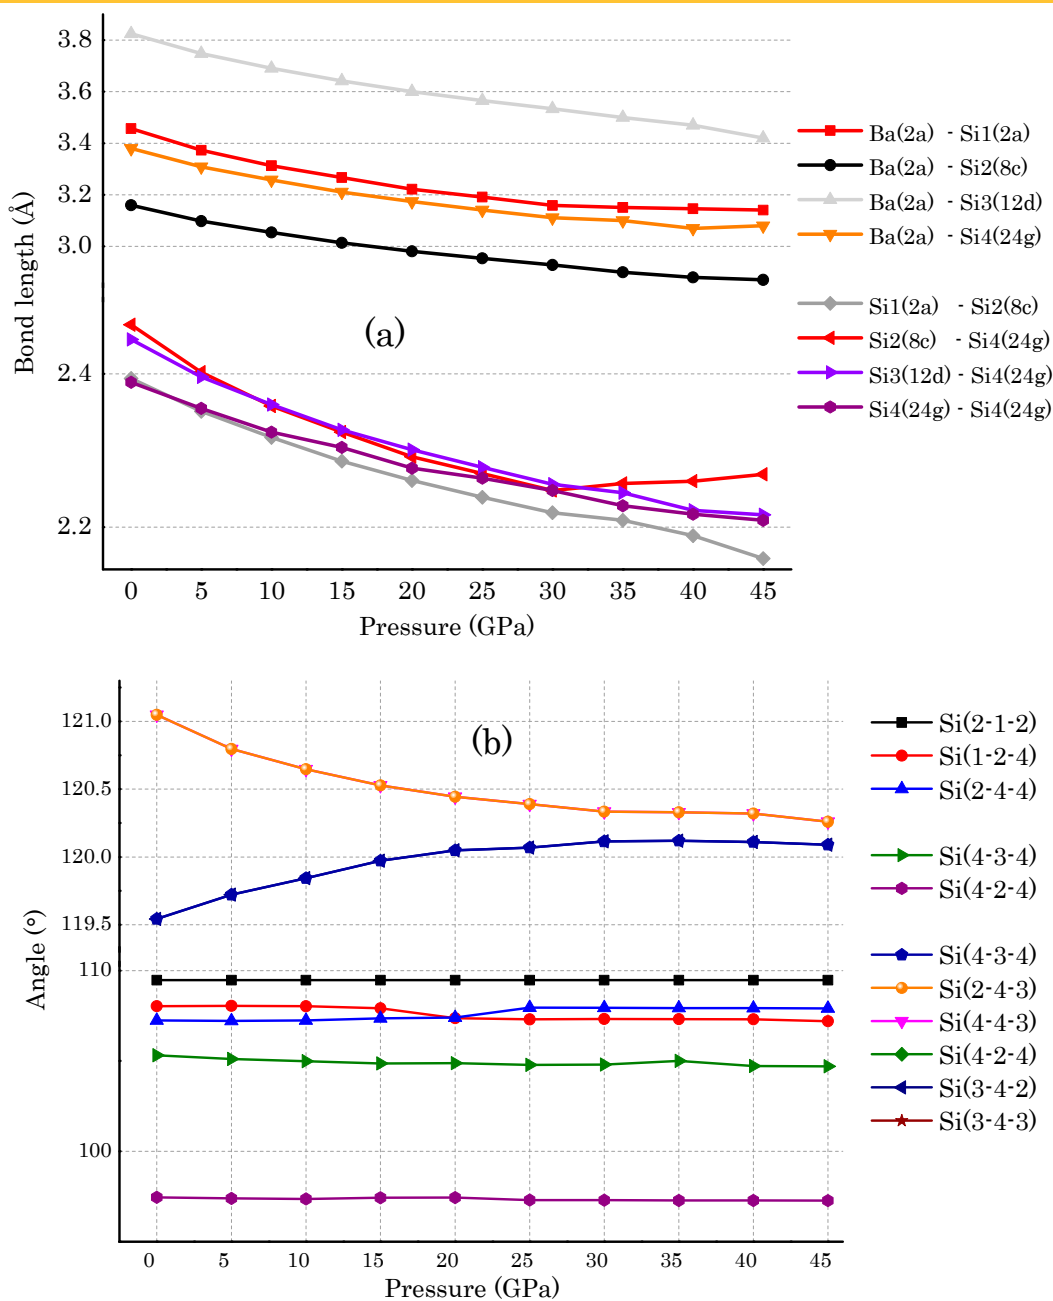 3.8
3.6
3.4
3.2
3.0
2.4
2.2
Bond length (Å)
(a)
0 5 10 15 20 25 30 35 40 45
Pressure (GPa)
Ba(2a) - Si1(2a)
Ba(2a) - Si2(8c)
Ba(2a) - Si3(12d)
Ba(2a) - Si4(24g)
Si1(2a) - Si2(8c)
Si2(8c) - Si4(24g)
Si3(12d) - Si4(24g)
Si4(24g) - Si4(24g)
121.0
120.5
120.0
119.5
110
100
Angle (°)
(b)
0 5 10 15 20 25 30 35 40 45
Pressure (GPa)
Si(2-1-2)
Si(1-2-4)
Si(2-4-4)
Si(4-3-4)
Si(4-2-4)
Si(4-3-4)
Si(2-4-3)
Si(4-4-3)
Si(4-2-4)
Si(3-4-2)
Si(3-4-3)